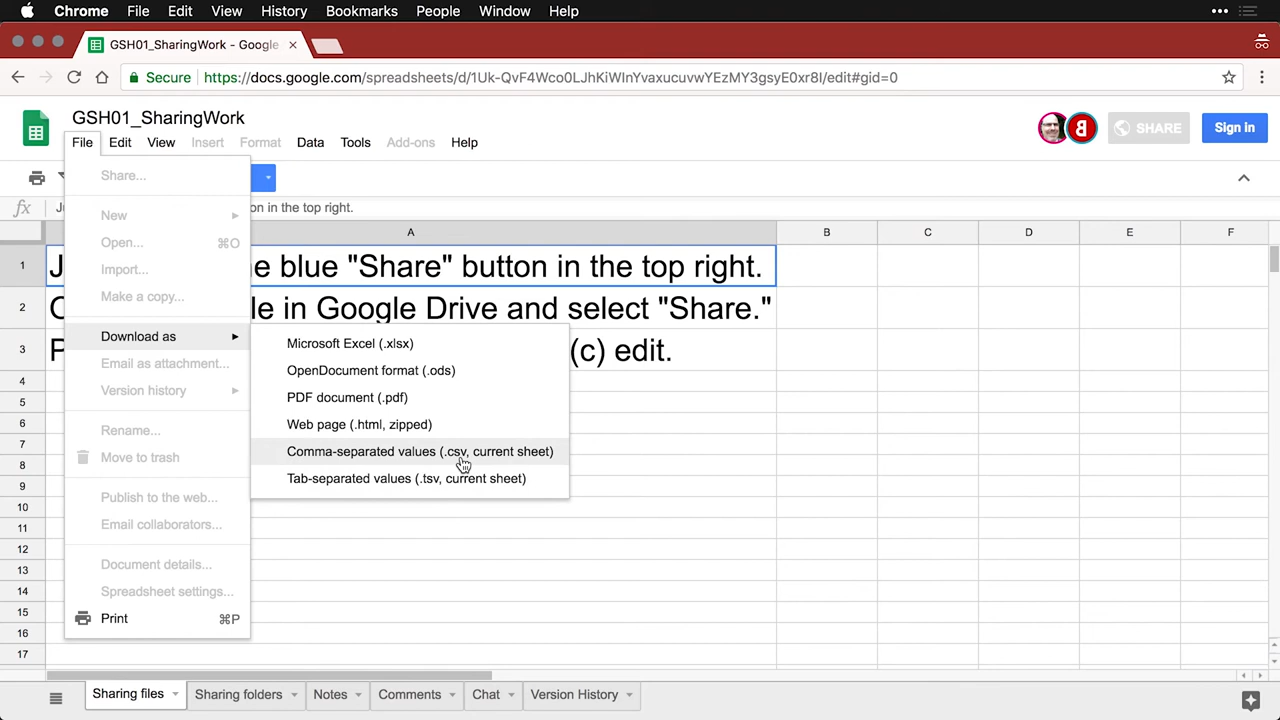 Chrome File Edit View History Bookmarks People Window Help
GSH01_SharingWork - Google
Secure https://docs.google.com/spreadsheets/d/1Uk-QvF4Wco0LJhKiWInYvaxucuvwYEzMY3gsyE0xr8I/edit#gid=0
GSH01_SharingWork
File Edit View Insert Format Data Tools Add-ons Help
B SHARE Sign in
Share...
fx on in the top right.
New
Open... ⌘O
Import...
Make a copy...
Download as
Email as attachment...
Version history
Rename...
Move to trash
Publish to the web...
Email collaborators...
Document details...
Spreadsheet settings...
Print ⌘P
Microsoft Excel (.xlsx)
OpenDocument format (.ods)
PDF document (.pdf)
Web page (.html, zipped)
Comma-separated values (.csv, current sheet)
Tab-separated values (.tsv, current sheet)
A B C D E F
1 J e blue "Share" button in the top right.
2 le in Google Drive and select "Share."
3 P (c) edit.
4
5
6
7
8
9
10
11
12
13
14
15
16
17
Sharing files Sharing folders Notes Comments Chat Version History